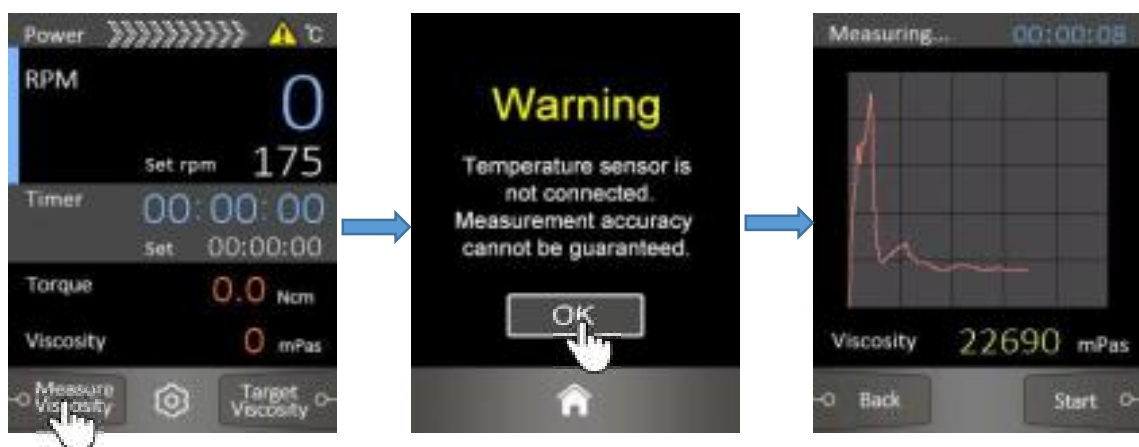 Power ℃
RPM
0
Set rpm 175
Timer
00:00:00
Set 00:00:00
Torque
0.0 Ncm
Viscosity 0 mPas
Measure
Viscosity
Target
Viscosity
Warning
Temperature sensor is
not connected.
Measurement accuracy
cannot be guaranteed.
OK
Measuring... 00:00:08
Viscosity 22690 mPas
Back Start